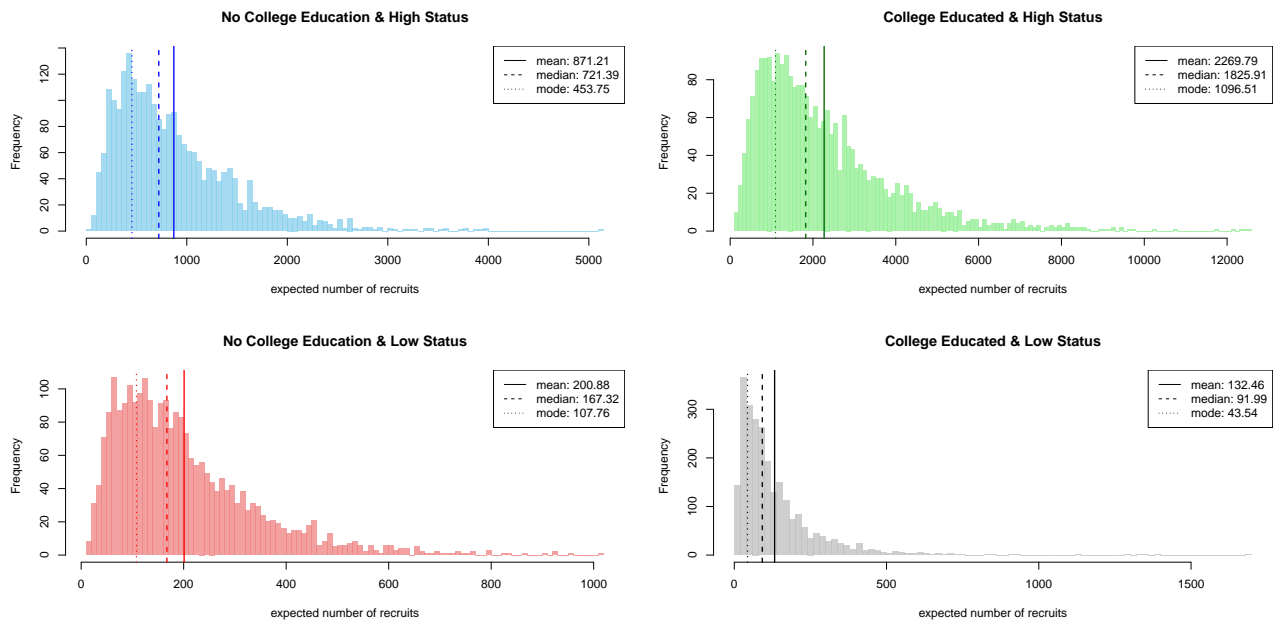 No College Education & High Status
mean: 871.21
median: 721.39
mode: 453.75
Frequency
0 20 40 60 80 120
0 1000 2000 3000 4000 5000
expected number of recruits
College Educated & High Status
mean: 2269.79
median: 1825.91
mode: 1096.51
Frequency
0 20 40 60 80
0 2000 4000 6000 8000 10000 12000
expected number of recruits
No College Education & Low Status
mean: 200.88
median: 167.32
mode: 107.76
Frequency
0 20 40 60 80 100
0 200 400 600 800 1000
expected number of recruits
College Educated & Low Status
mean: 132.46
median: 91.99
mode: 43.54
Frequency
0 100 200 300
0 500 1000 1500
expected number of recruits